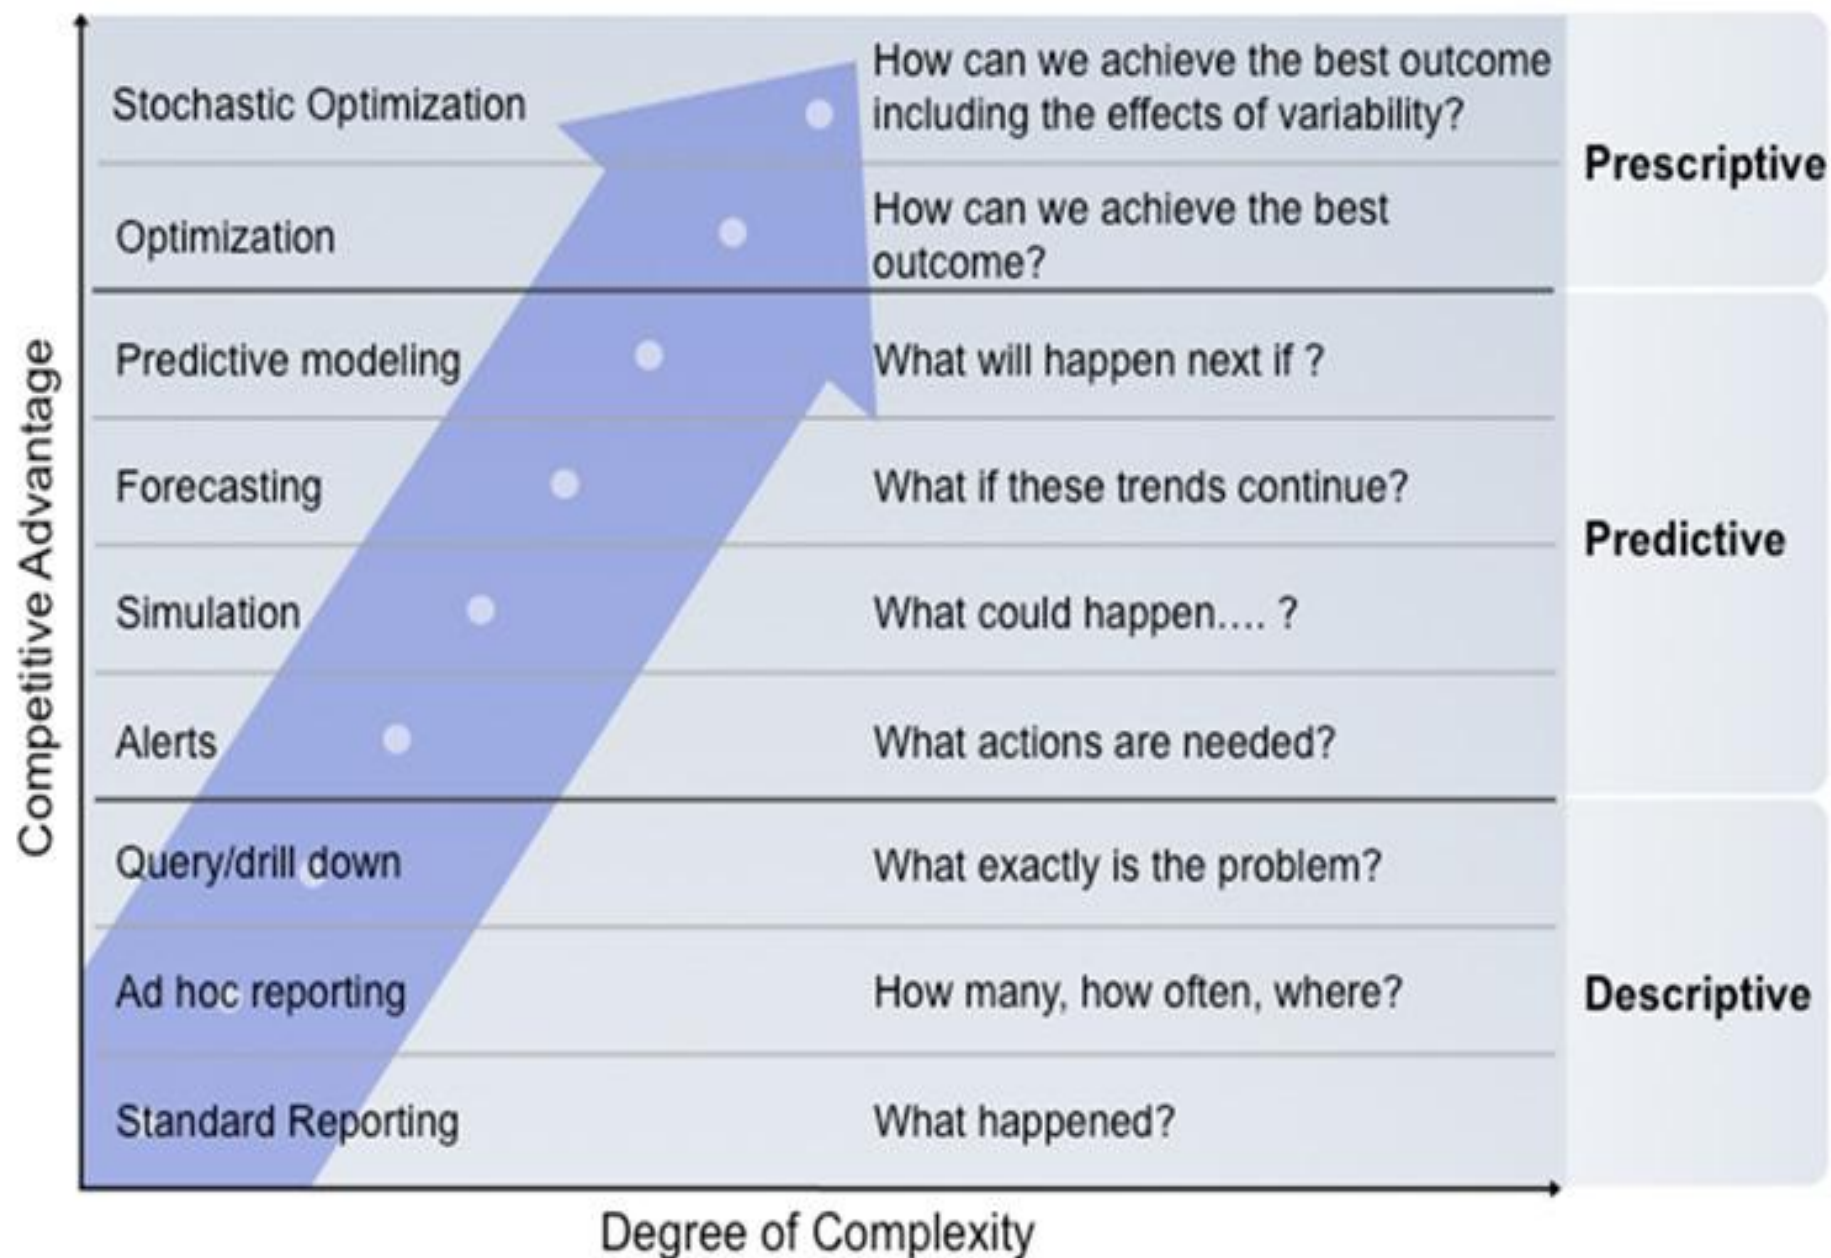 Competitive Advantage
Stochastic Optimization
How can we achieve the best outcome
including the effects of variability?
Prescriptive
Optimization
How can we achieve the best
outcome?
Predictive modeling
What will happen next if ?
Forecasting
What if these trends continue?
Predictive
Simulation
What could happen.... ?
Alerts
What actions are needed?
Query/drill down
What exactly is the problem?
Ad hoc reporting
How many, how often, where?
Descriptive
Standard Reporting
What happened?
Degree of Complexity